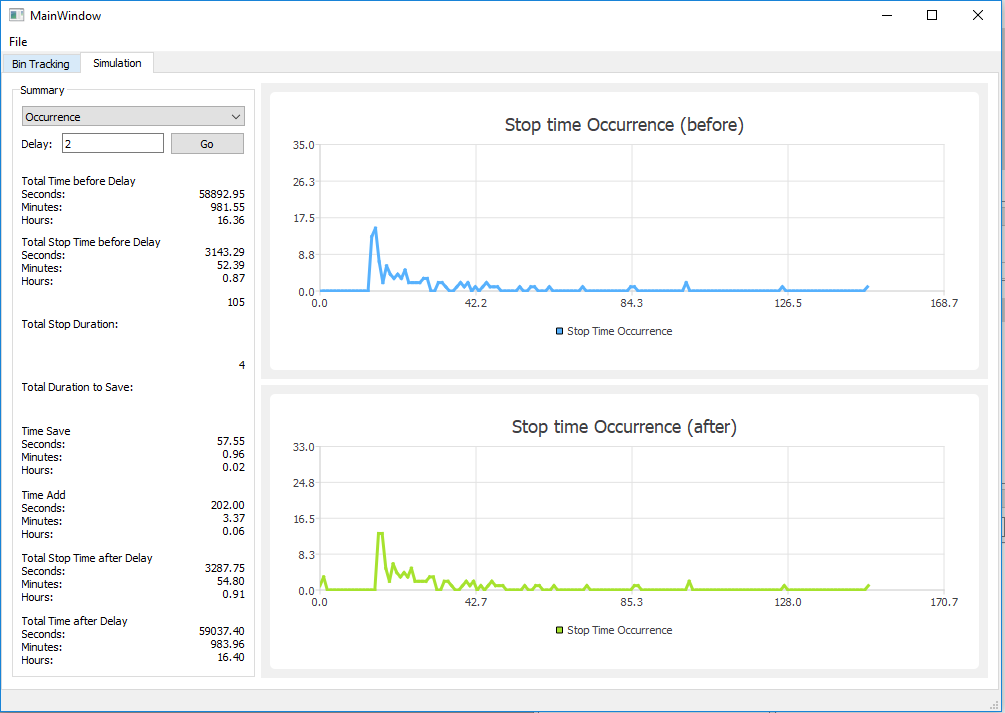 MainWindow
File
Bin Tracking
Simulation
Summary
Occurrence
Delay: 2 Go
Total Time before Delay
Seconds: 58892.95
Minutes: 981.55
Hours: 16.36
Total Stop Time before Delay
Seconds: 3143.29
Minutes: 52.39
Hours: 0.87
105
Total Stop Duration:
4
Total Duration to Save:
Time Save
Seconds: 57.55
Minutes: 0.96
Hours: 0.02
Time Add
Seconds: 202.00
Minutes: 3.37
Hours: 0.06
Total Stop Time after Delay
Seconds: 3287.75
Minutes: 54.80
Hours: 0.91
Total Time after Delay
Seconds: 59037.40
Minutes: 983.96
Hours: 16.40
Stop time Occurrence (before)
35.0
26.3
17.5
8.8
0.0
0.0 42.2 84.3 126.5 168.7
Stop Time Occurrence
Stop time Occurrence (after)
33.0
24.8
16.5
8.3
0.0
0.0 42.7 85.3 128.0 170.7
Stop Time Occurrence